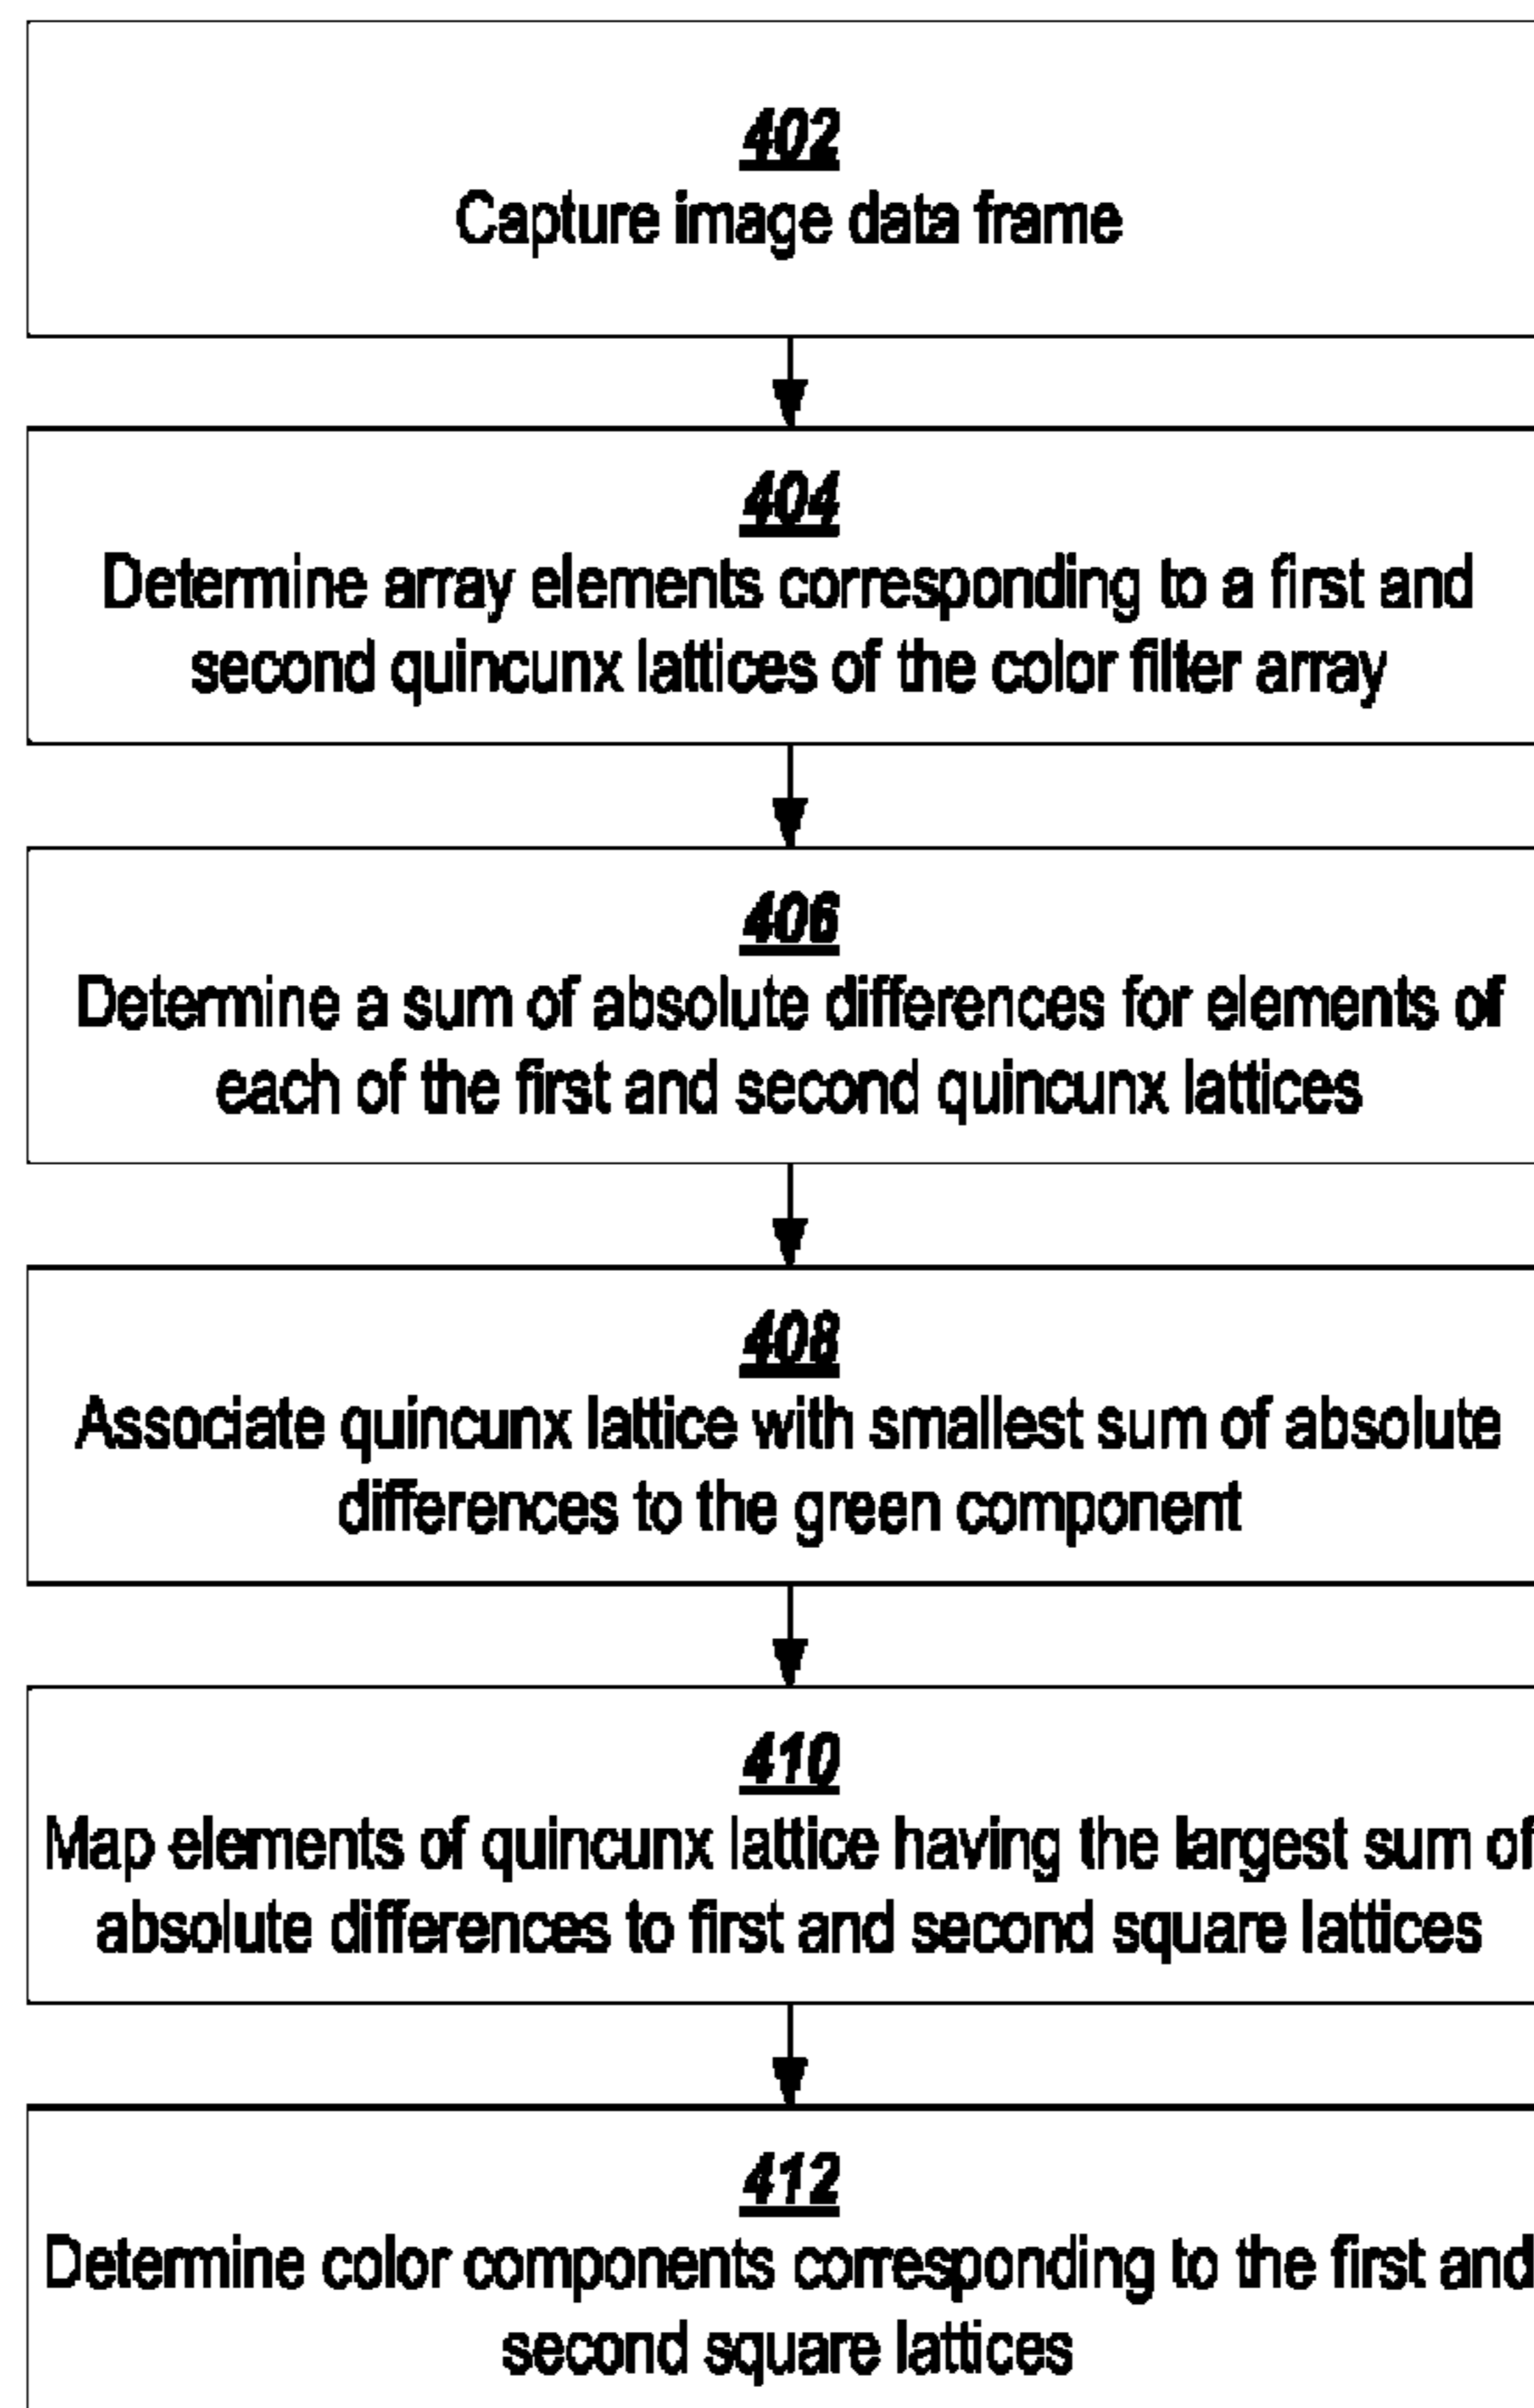 402
Capture image data frame
404
Determine array elements corresponding to a first and
second quincunx lattices of the color filter array
406
Determine a sum of absolute differences for elements of
each of the first and second quincunx lattices
408
Associate quincunx lattice with smallest sum of absolute
differences to the green component
410
Map elements of quincunx lattice having the largest sum of
absolute differences to first and second square lattices
412
Determine color components corresponding to the first and
second square lattices